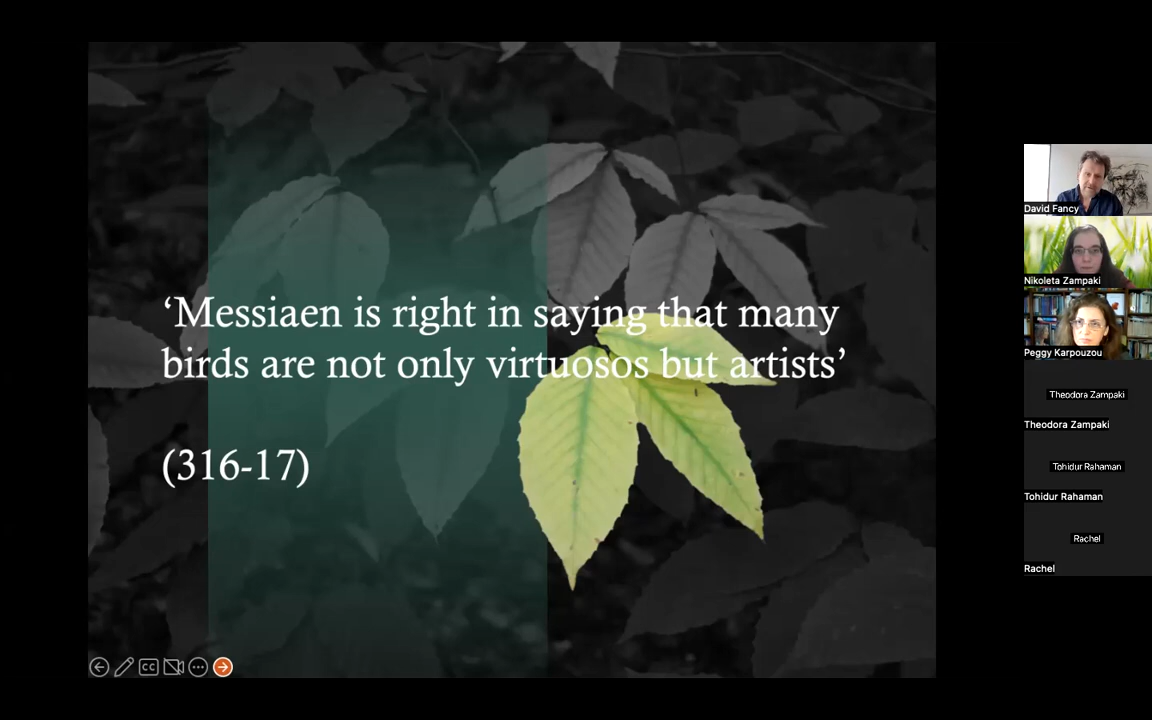 ‘Messiaen is right in saying that many
birds are not only virtuosos but artists’
(316-17)
CC
David Fancy
Nikoleta Zampaki
Peggy Karpouzou
Theodora Zampaki
Theodora Zampaki
Tohidur Rahaman
Tohidur Rahaman
Rachel
Rachel